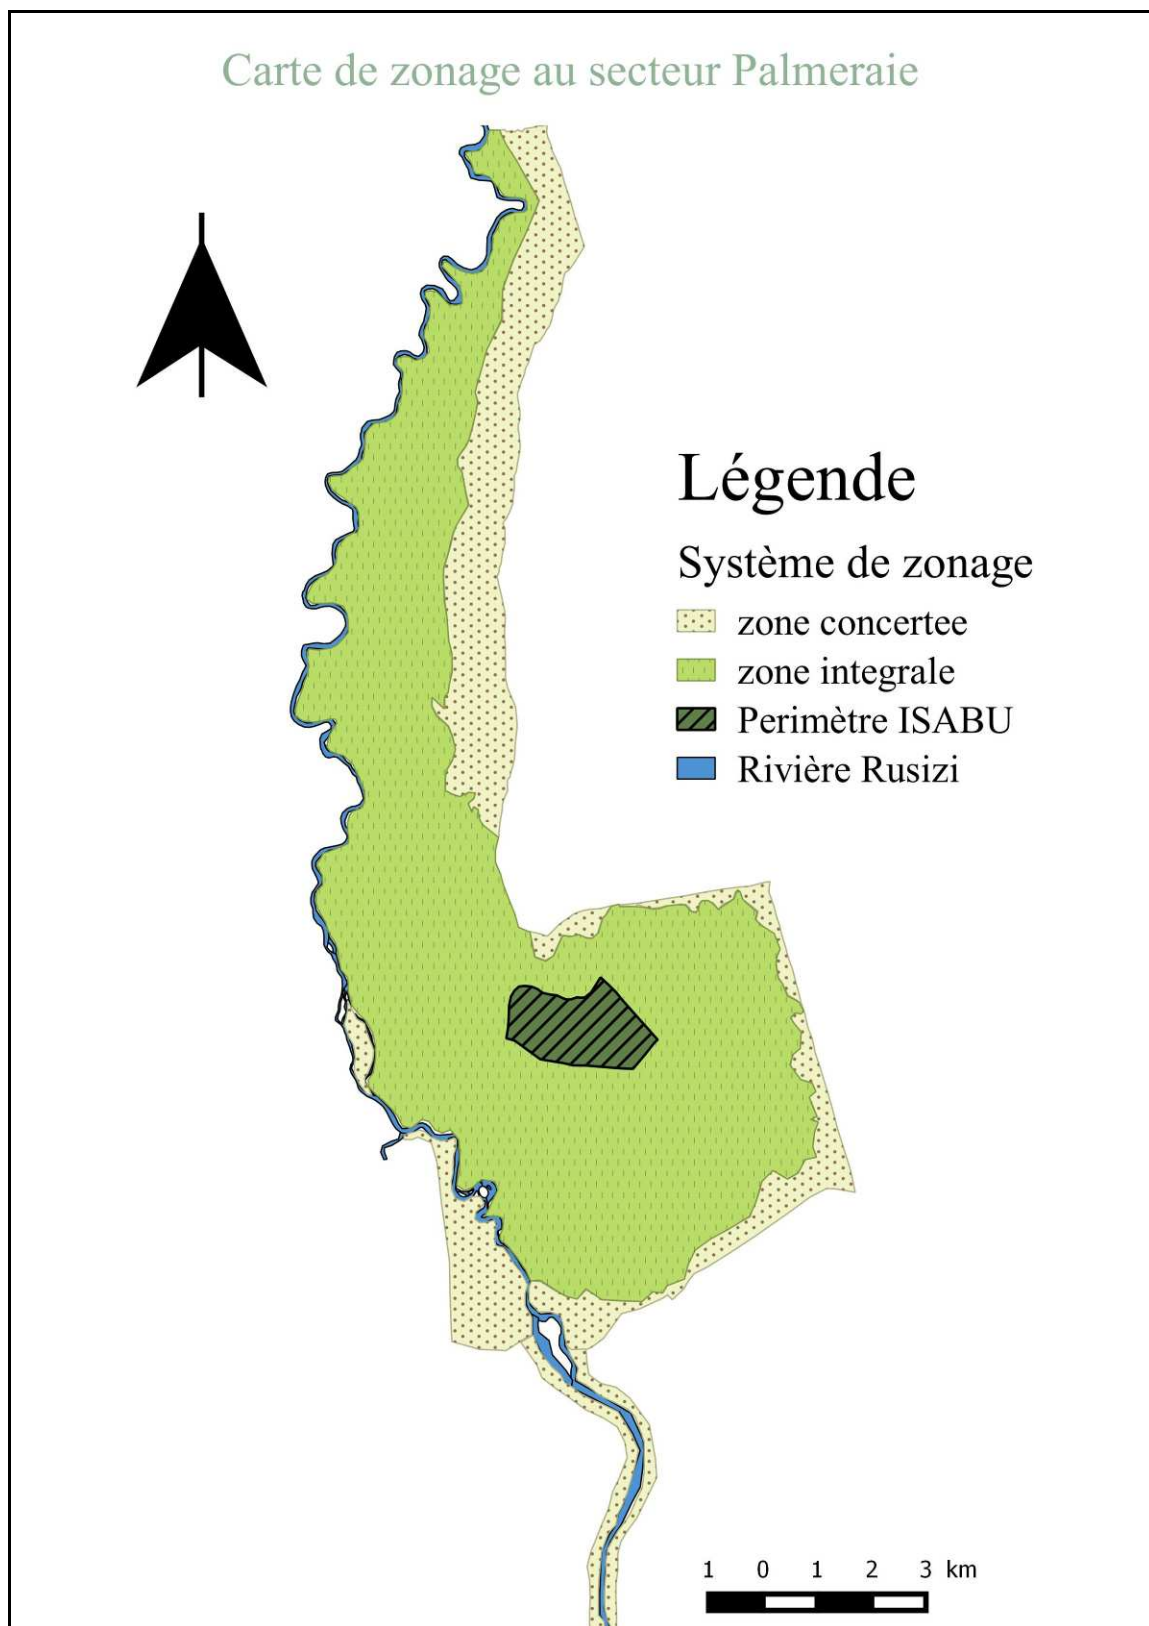 Carte de zonage au secteur Palmeraie
Légende
Système de zonage
zone concertee
zone integrale
Perimètre ISABU
Rivière Rusizi
1 0 1 2 3 km